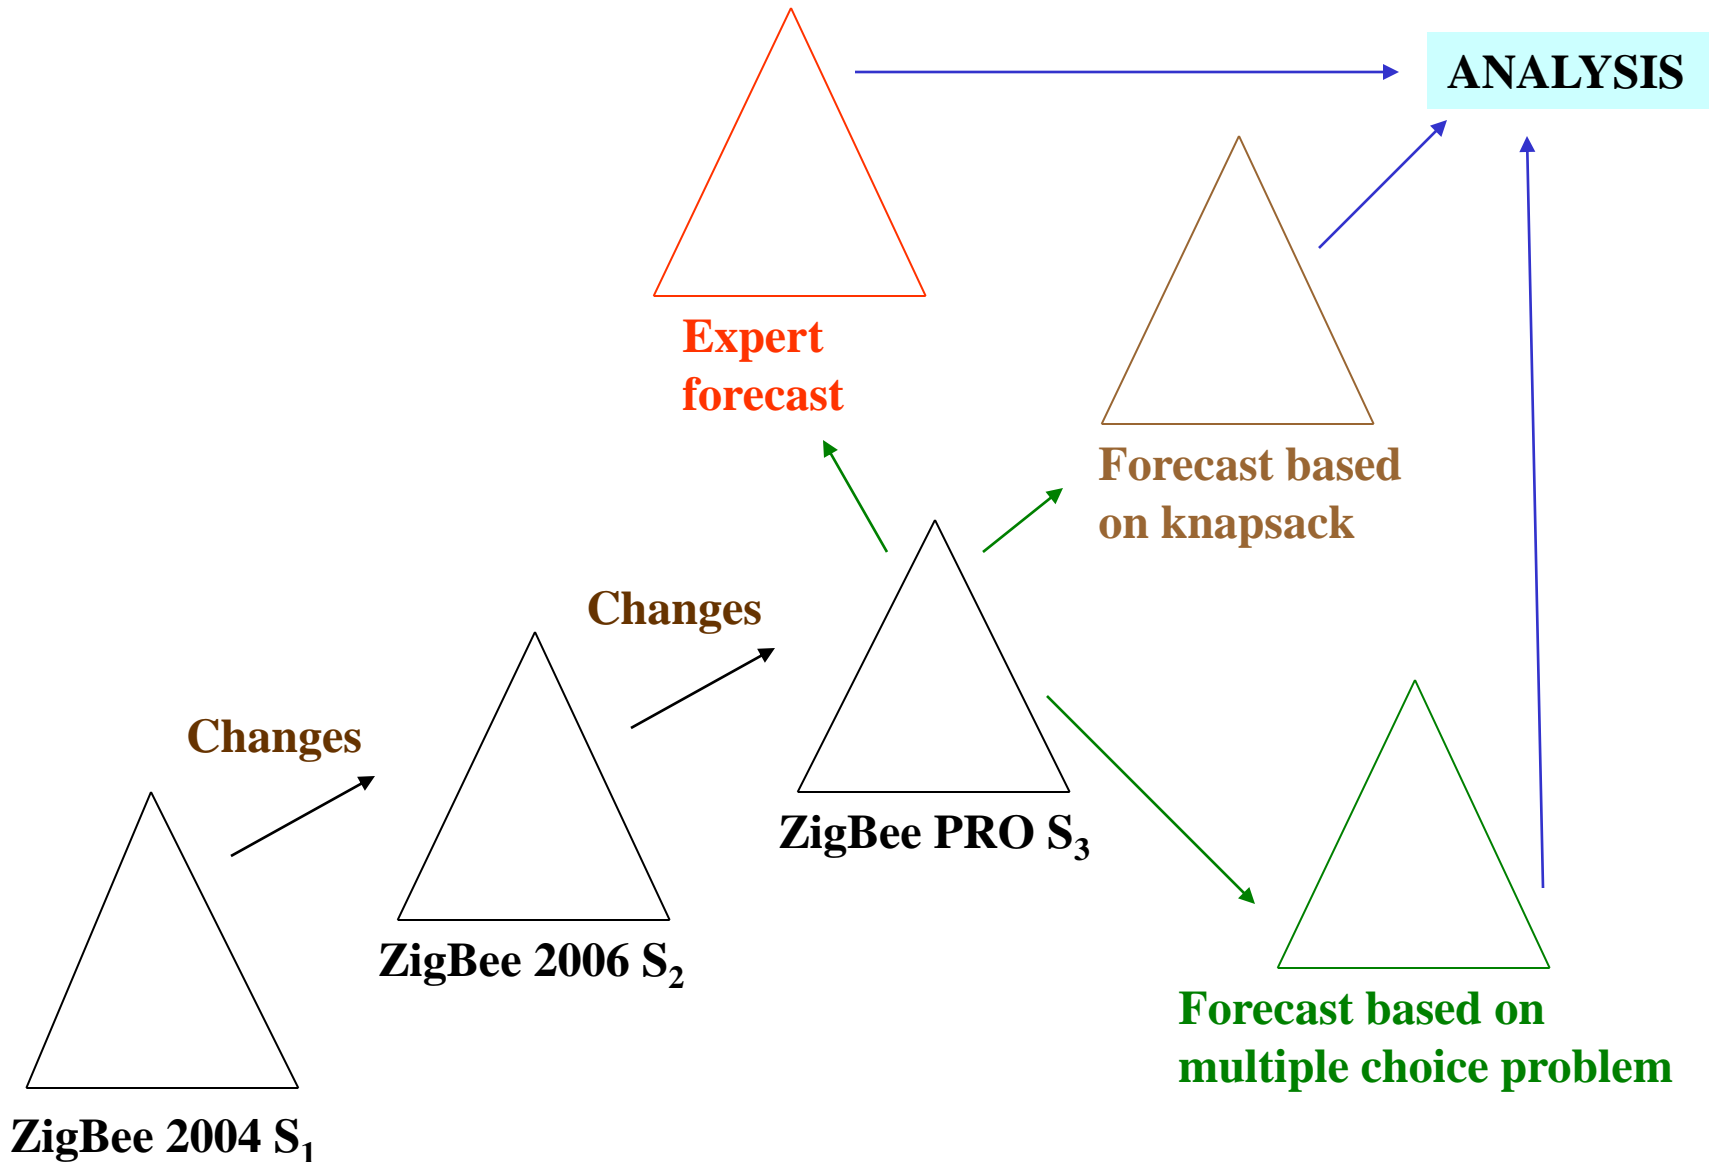 ANALYSIS
Expert
forecast
Forecast based
on knapsack
Changes
Changes
ZigBee PRO S₃
ZigBee 2006 S₂
Forecast based on
multiple choice problem
ZigBee 2004 S₁